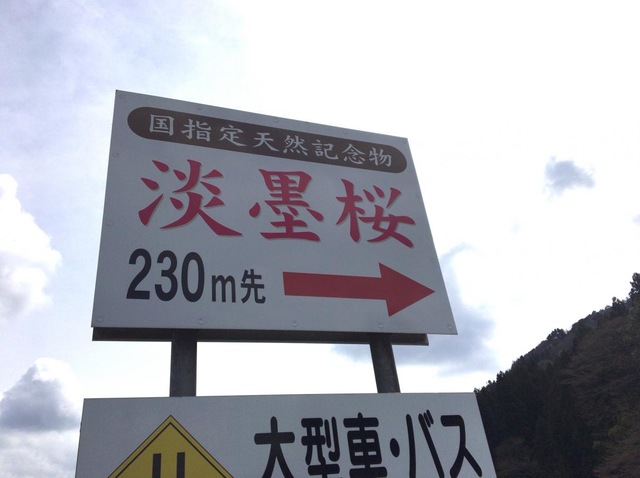 国指定天然記念物
淡墨桜
230m先
大型車・バス